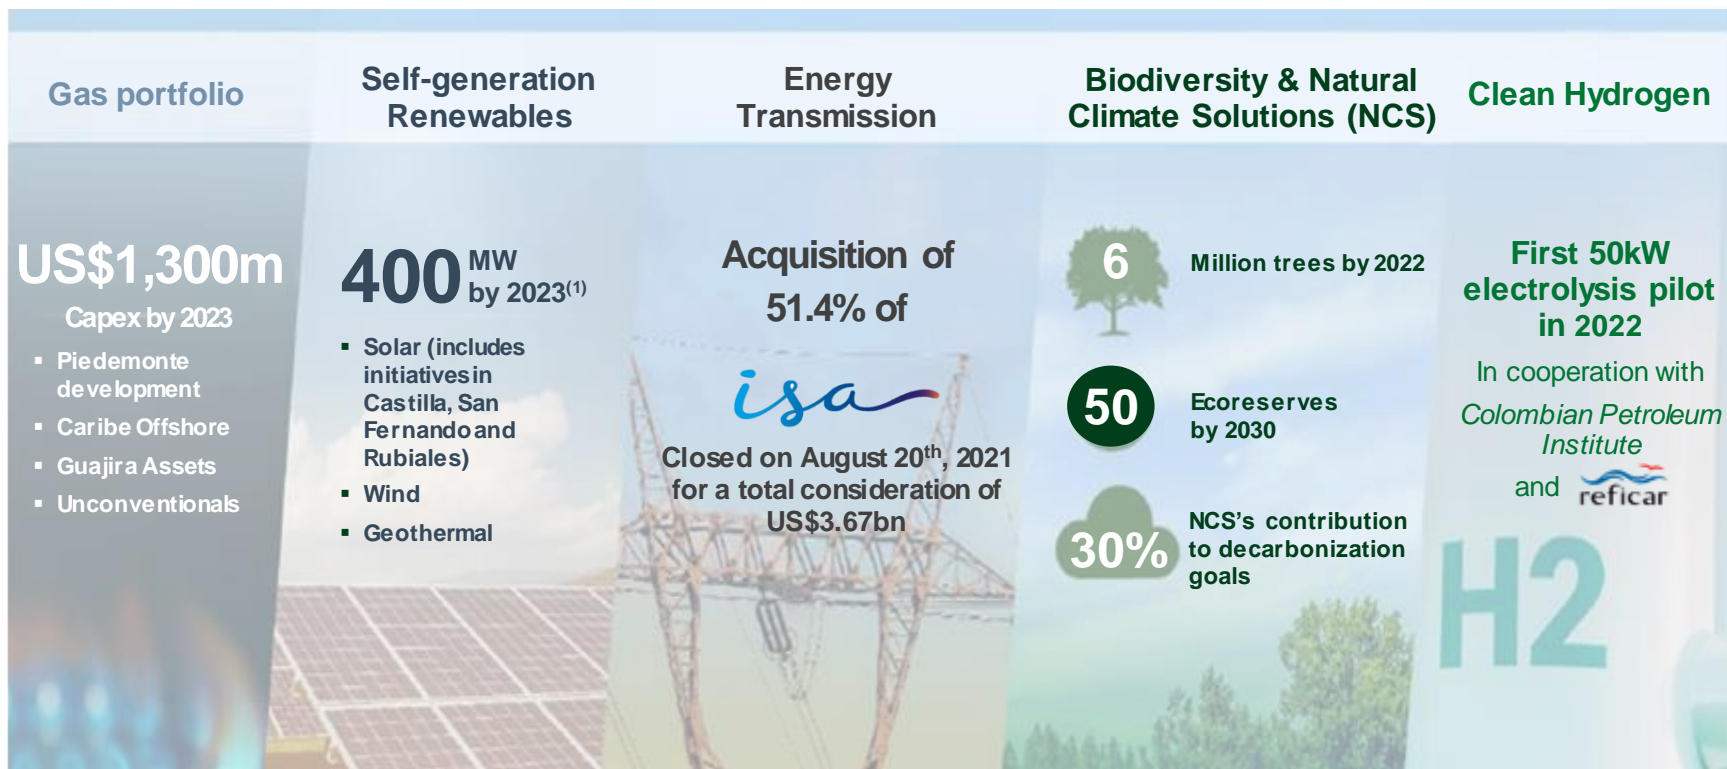 Gas portfolio
US$1,300m
Capex by 2023
▪ Piedemonte
development
▪ Caribe Offshore
▪ Guajira Assets
▪ Unconventionals
Self-generation
Renewables
400 MW
by 2023(1)
▪ Solar (includes
initiatives in
Castilla, San
Fernando and
Rubiales)
▪ Wind
▪ Geothermal
Energy
Transmission
Acquisition of
51.4% of
isa
Closed on August 20th, 2021
for a total consideration of
US$3.67bn
Biodiversity & Natural
Climate Solutions (NCS)
6 Million trees by 2022
50 Ecoreserves
by 2030
30% NCS’s contribution
to decarbonization
goals
Clean Hydrogen
First 50kW
electrolysis pilot
in 2022
In cooperation with
Colombian Petroleum
Institute
and reficar
H2